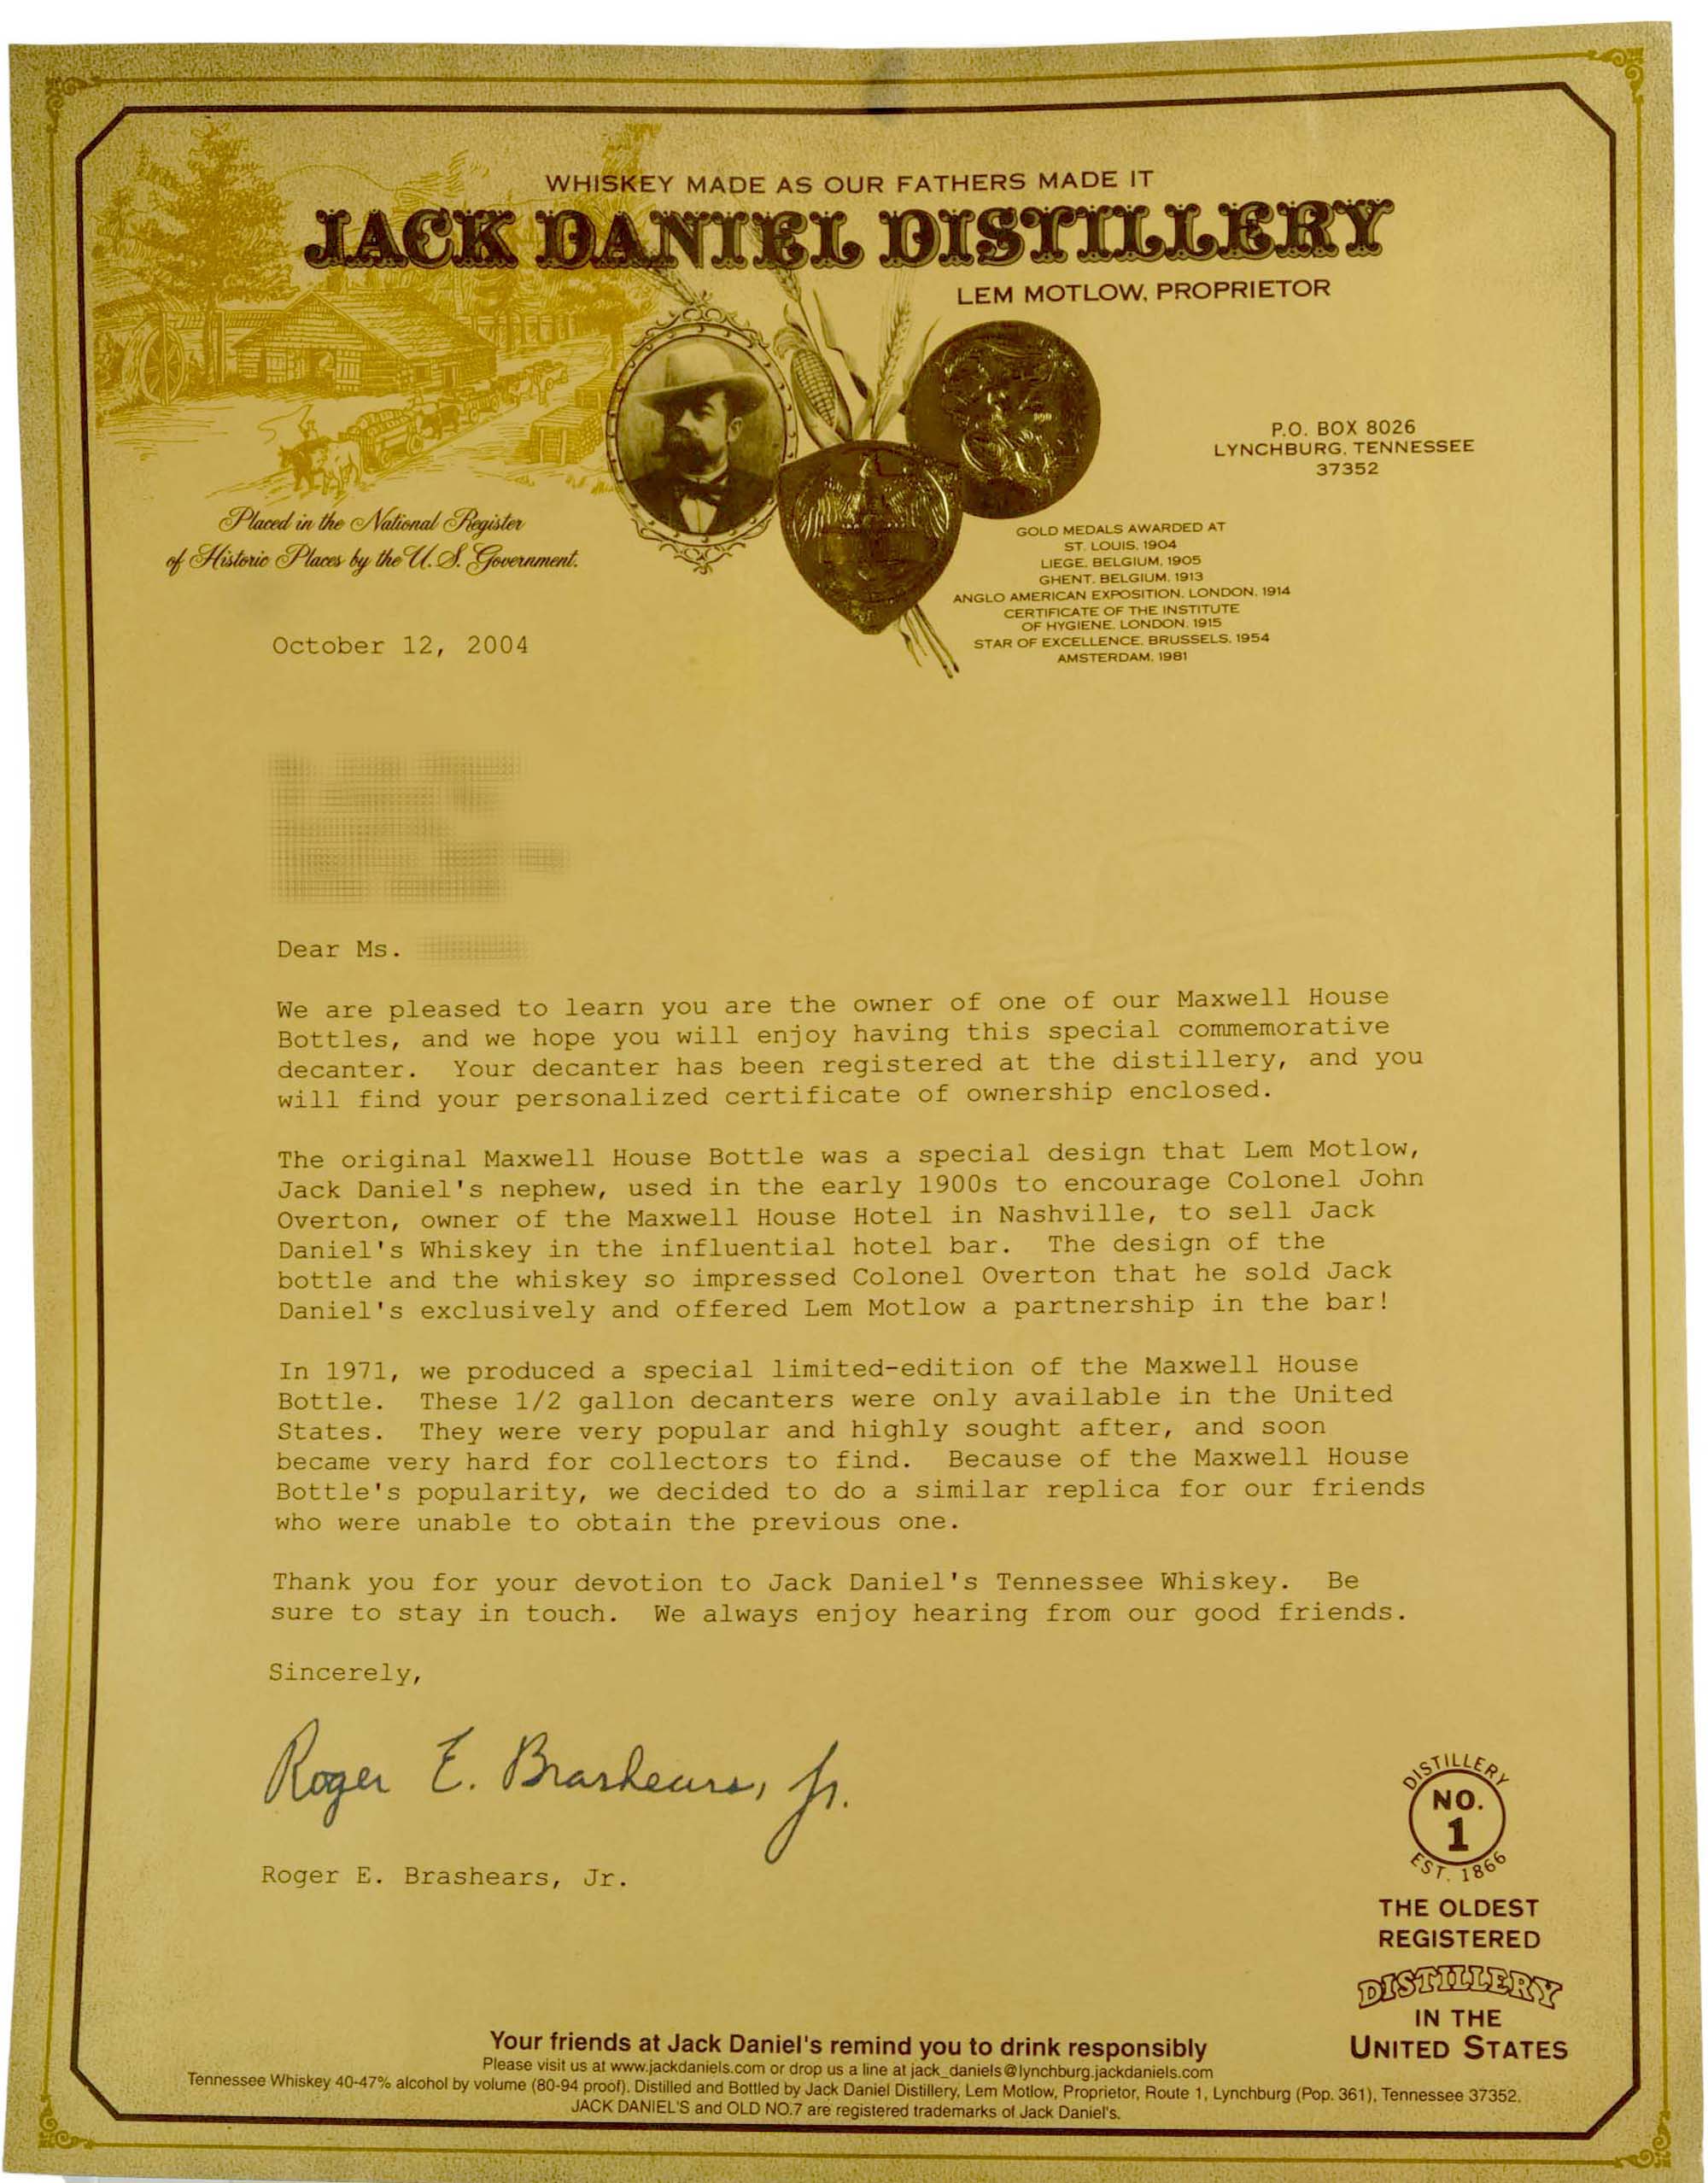 WHISKEY MADE AS OUR FATHERS MADE IT
JACK DANIEL DISTILLERY
LEM MOTLOW, PROPRIETOR
P.O. BOX 8026
LYNCHBURG, TENNESSEE
37352
Placed in the National Register
of Historic Places by the U. S. Government.
GOLD MEDALS AWARDED AT
ST. LOUIS, 1904
LIEGE, BELGIUM, 1905
GHENT, BELGIUM, 1913
ANGLO AMERICAN EXPOSITION, LONDON, 1914
CERTIFICATE OF THE INSTITUTE
OF HYGIENE, LONDON, 1915
STAR OF EXCELLENCE, BRUSSELS, 1954
AMSTERDAM, 1981
October 12, 2004
Dear Ms.
We are pleased to learn you are the owner of one of our Maxwell House
Bottles, and we hope you will enjoy having this special commemorative
decanter. Your decanter has been registered at the distillery, and you
will find your personalized certificate of ownership enclosed.
The original Maxwell House Bottle was a special design that Lem Motlow,
Jack Daniel's nephew, used in the early 1900s to encourage Colonel John
Overton, owner of the Maxwell House Hotel in Nashville, to sell Jack
Daniel's Whiskey in the influential hotel bar. The design of the
bottle and the whiskey so impressed Colonel Overton that he sold Jack
Daniel's exclusively and offered Lem Motlow a partnership in the bar!
In 1971, we produced a special limited-edition of the Maxwell House
Bottle. These 1/2 gallon decanters were only available in the United
States. They were very popular and highly sought after, and soon
became very hard for collectors to find. Because of the Maxwell House
Bottle's popularity, we decided to do a similar replica for our friends
who were unable to obtain the previous one.
Thank you for your devotion to Jack Daniel's Tennessee Whiskey. Be
sure to stay in touch. We always enjoy hearing from our good friends.
Sincerely,
Roger E. Brashears, Jr.
Roger E. Brashears, Jr.
DISTILLERY
NO.
1
EST. 1866
THE OLDEST
REGISTERED
DISTILLERY
IN THE
UNITED STATES
Your friends at Jack Daniel's remind you to drink responsibly
Please visit us at www.jackdaniels.com or drop us a line at jack_daniels@lynchburg.jackdaniels.com
Tennessee Whiskey 40-47% alcohol by volume (80-94 proof). Distilled and Bottled by Jack Daniel Distillery, Lem Motlow, Proprietor, Route 1, Lynchburg (Pop. 361), Tennessee 37352.
JACK DANIEL'S and OLD NO.7 are registered trademarks of Jack Daniel's.